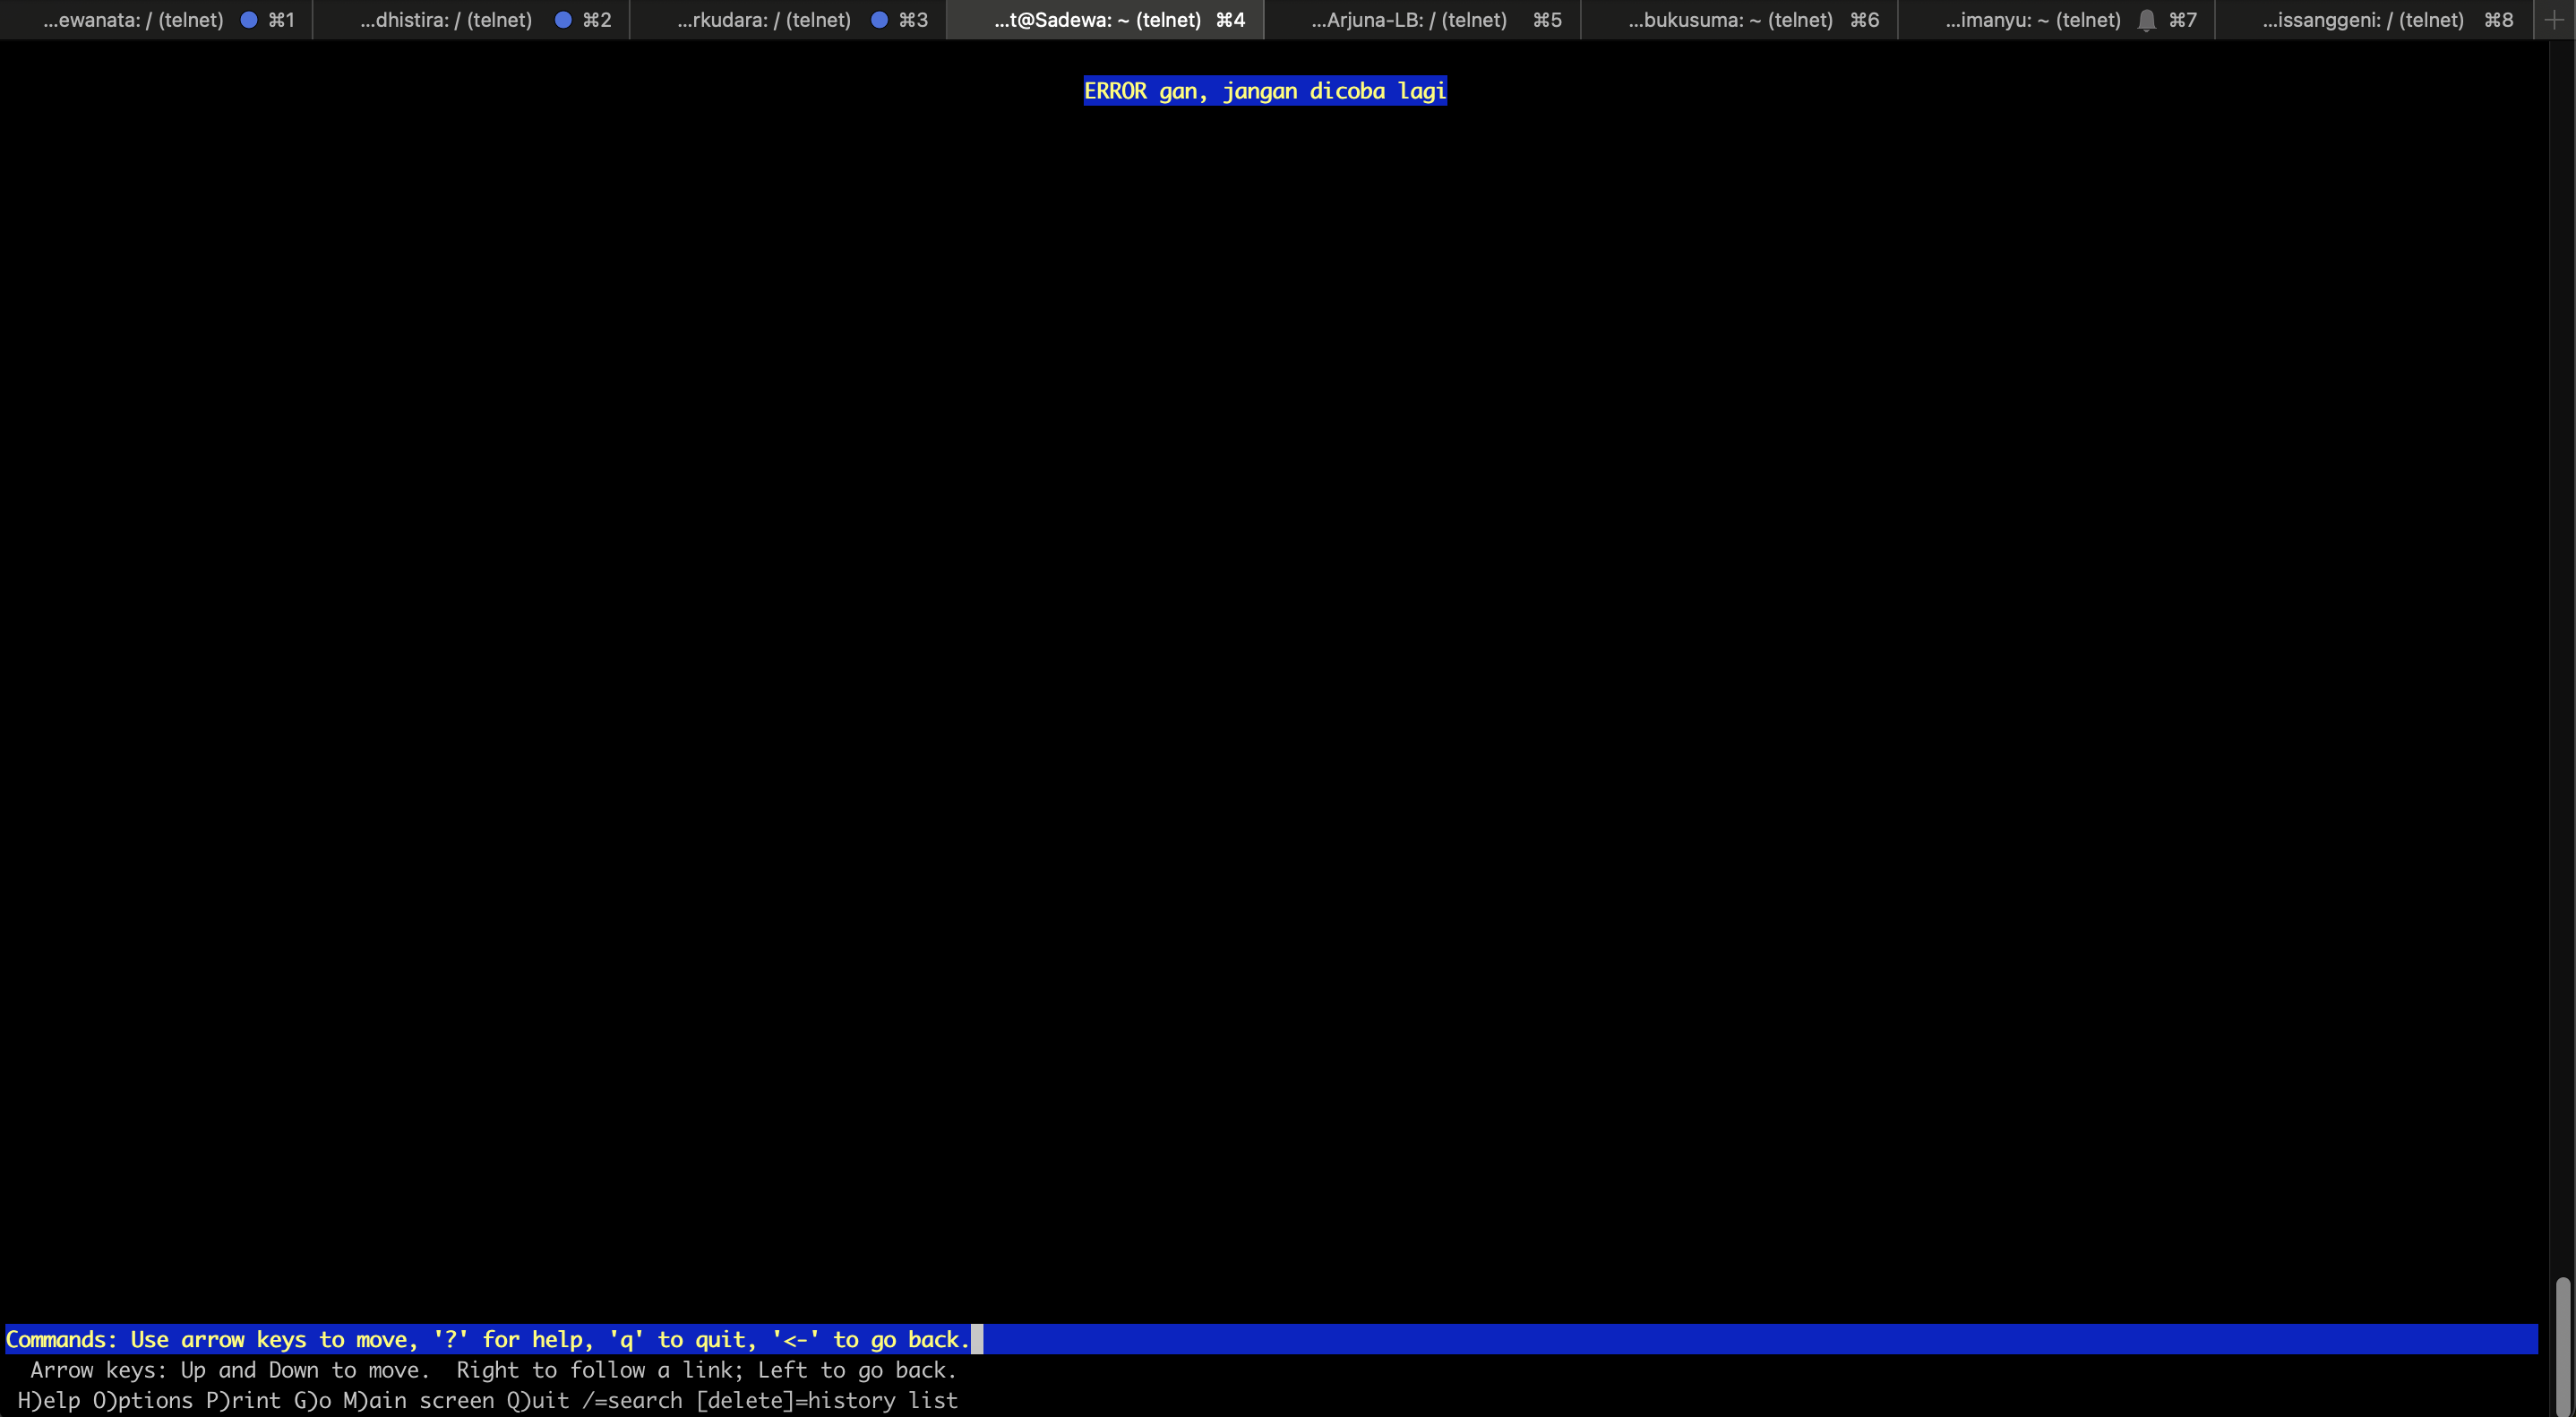 ...ewanata: / (telnet) ⌘1 ...dhistira: / (telnet) ⌘2 ...rkudara: / (telnet) ⌘3 ...t@Sadewa: ~ (telnet) ⌘4 ...Arjuna-LB: / (telnet) ⌘5 ...bukusuma: ~ (telnet) ⌘6 ...imanyu: ~ (telnet) ⌘7 ...issanggeni: / (telnet) ⌘8
ERROR gan, jangan dicoba lagi
Commands: Use arrow keys to move, '?' for help, 'q' to quit, '<-' to go back.
Arrow keys: Up and Down to move.  Right to follow a link; Left to go back.
H)elp O)ptions P)rint G)o M)ain screen Q)uit /=search [delete]=history list